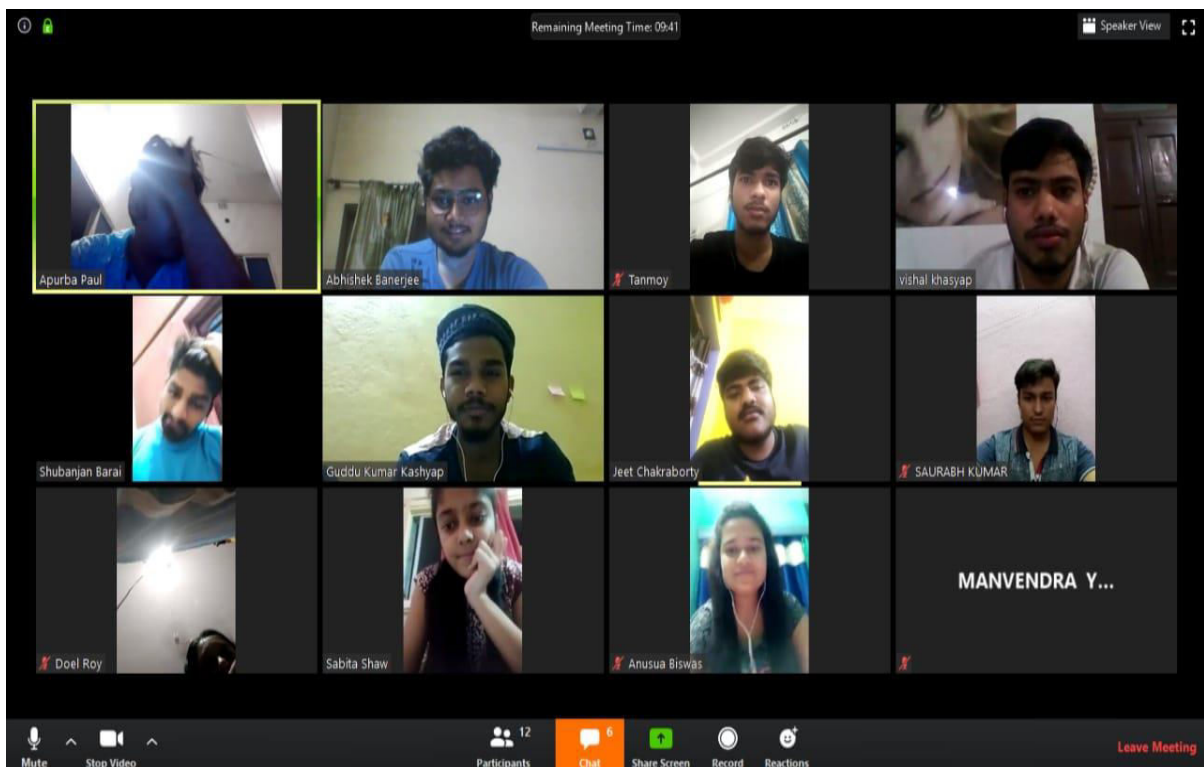 Remaining Meeting Time: 09:41
Speaker View
Apurba Paul
Abhishek Banerjee
Tanmoy
vishal khasyap
Shubanjan Barai
Guddu Kumar Kashyap
Jeet Chakraborty
SAURABH KUMAR
Doel Roy
Sabita Shaw
Anusua Biswas
MANVENDRA Y...
12
6
Mute
Stop Video
Participants
Chat
Share Screen
Record
Reactions
Leave Meeting